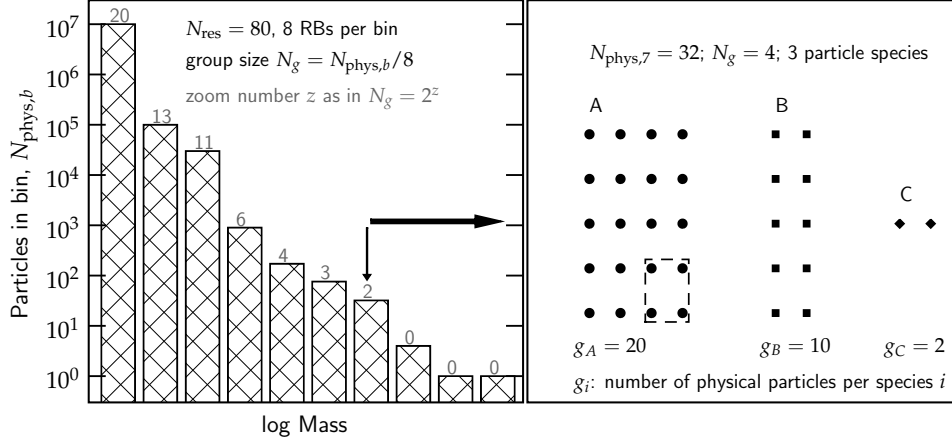 N_res = 80, 8 RBs per bin
group size N_g = N_phys,b/8
zoom number z as in N_g = 2^z
Particles in bin, N_phys,b
10^7
10^6
10^5
10^4
10^3
10^2
10^1
10^0
20
13
11
6
4
3
2
0
0
0
log Mass
N_phys,7 = 32; N_g = 4; 3 particle species
A
B
C
g_A = 20
g_B = 10
g_C = 2
g_i: number of physical particles per species i